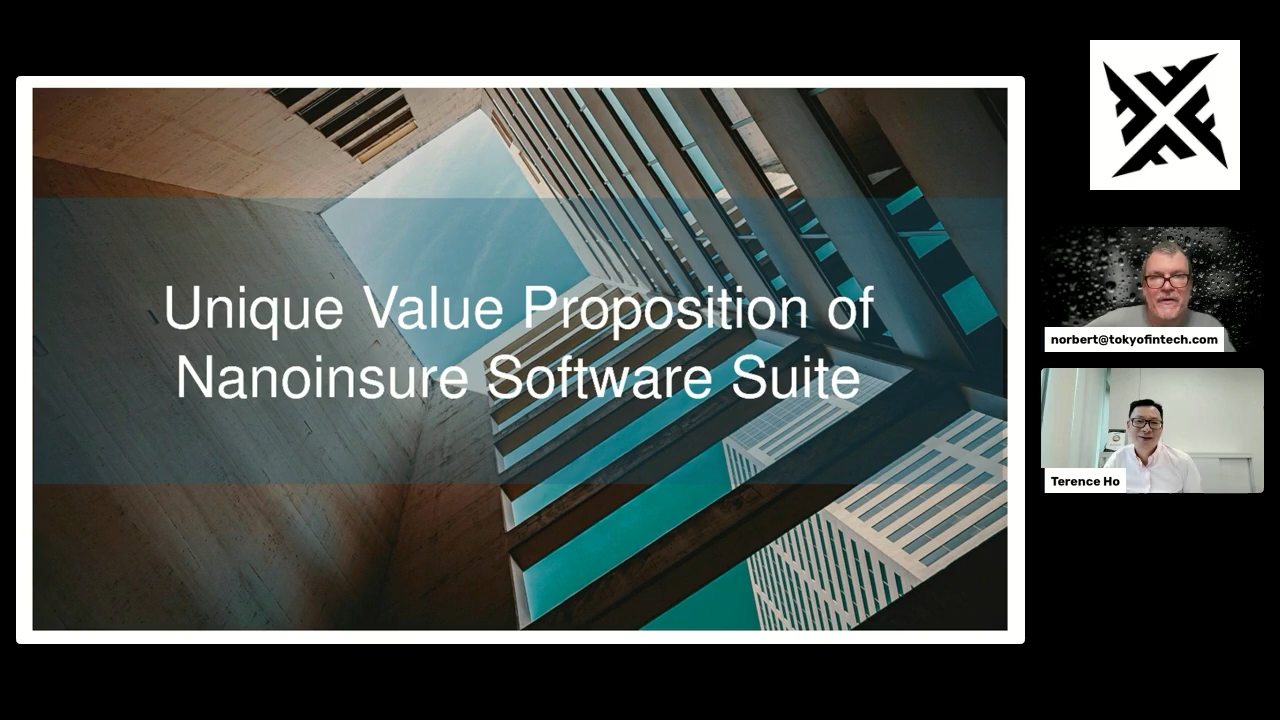 Unique Value Proposition of
Nanoinsure Software Suite
norbert@tokyofintech.com
Terence Ho